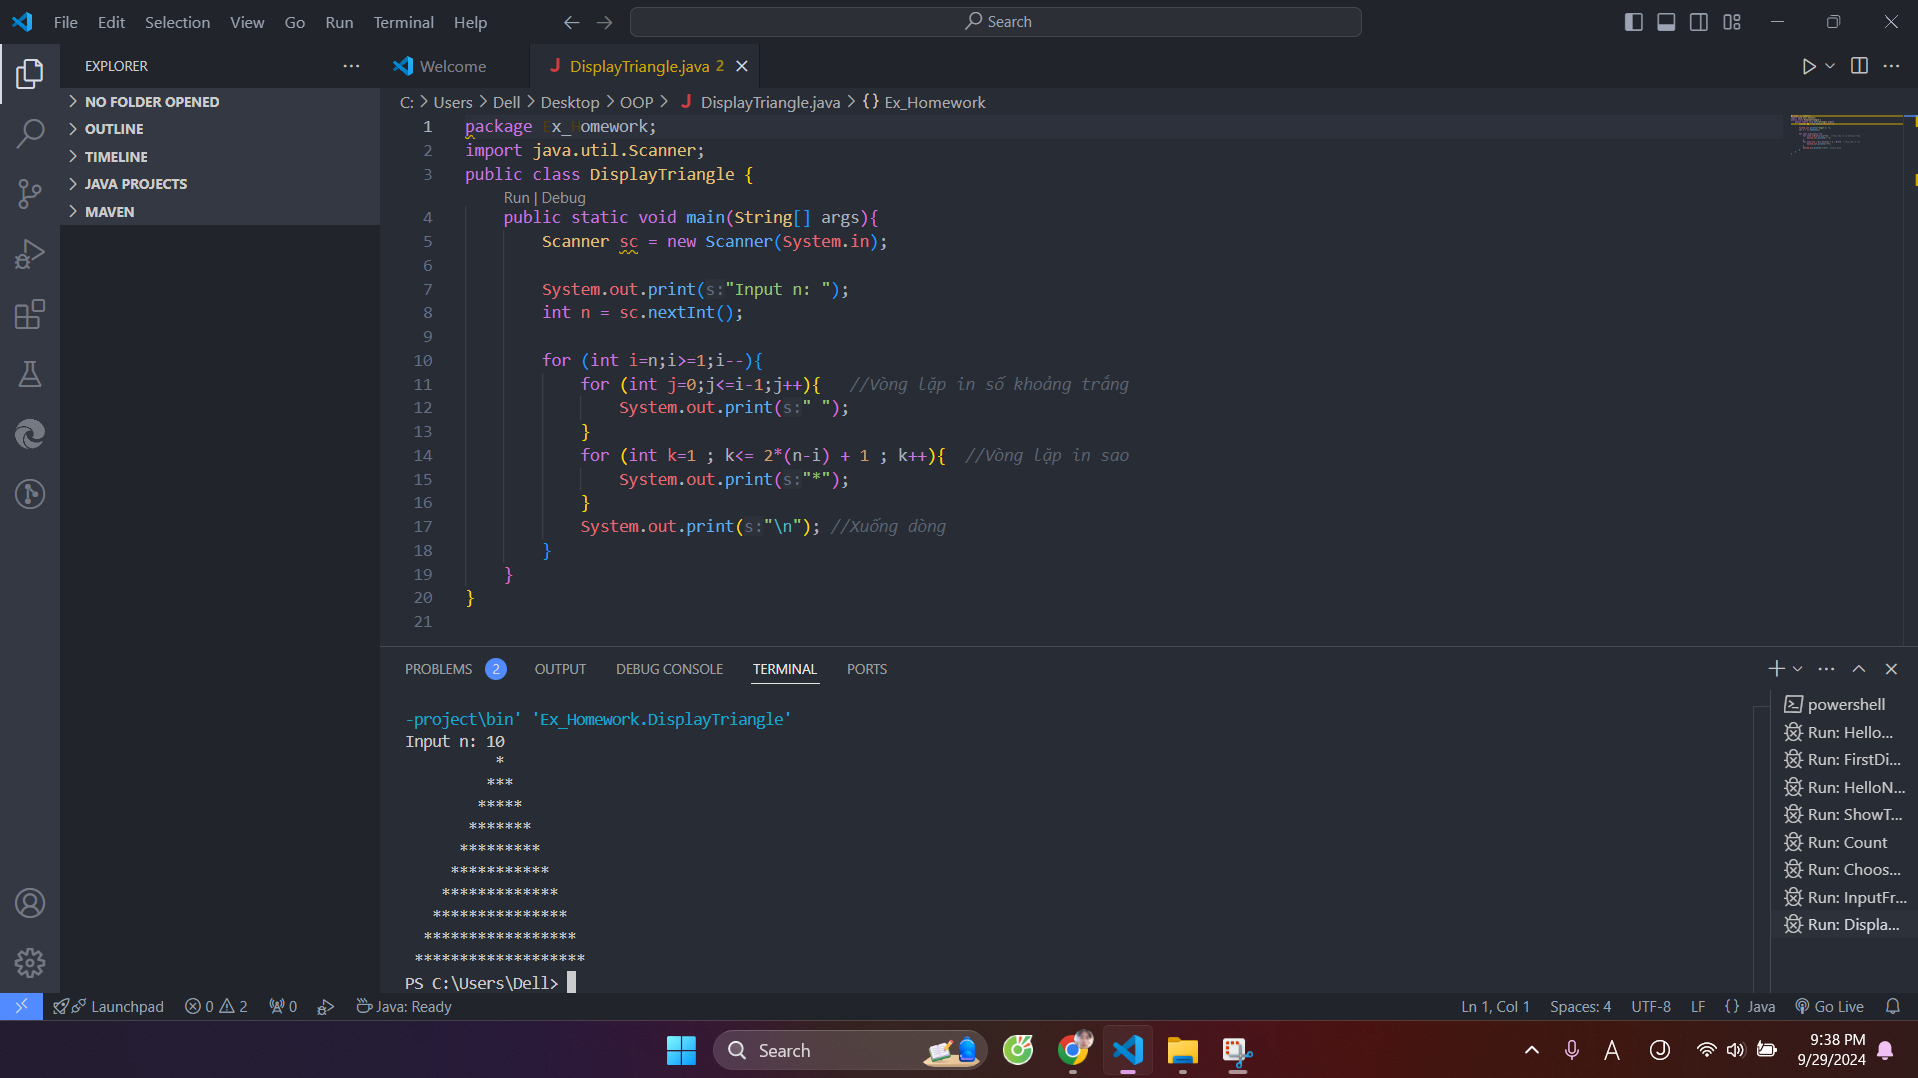 File Edit Selection View Go Run Terminal Help Search
EXPLORER
NO FOLDER OPENED
OUTLINE
TIMELINE
JAVA PROJECTS
MAVEN
Welcome DisplayTriangle.java 2
C: > Users > Dell > Desktop > OOP > J DisplayTriangle.java > {} Ex_Homework
1 package Ex_Homework;
2 import java.util.Scanner;
3 public class DisplayTriangle {
Run | Debug
4 public static void main(String[] args){
5 Scanner sc = new Scanner(System.in);
6
7 System.out.print(s:"Input n: ");
8 int n = sc.nextInt();
9
10 for (int i=n;i>=1;i--){
11 for (int j=0;j<=i-1;j++){ //Vòng lặp in số khoảng trắng
12 System.out.print(s:" ");
13 }
14 for (int k=1 ; k<= 2*(n-i) + 1 ; k++){ //Vòng lặp in sao
15 System.out.print(s:"*");
16 }
17 System.out.print(s:"\n"); //Xuống dòng
18 }
19 }
20 }
21
PROBLEMS 2 OUTPUT DEBUG CONSOLE TERMINAL PORTS
-project\bin' 'Ex_Homework.DisplayTriangle'
Input n: 10
*
***
*****
*******
*********
***********
*************
***************
*****************
*******************
PS C:\Users\Dell>
powershell
Run: Hello...
Run: FirstDi...
Run: HelloN...
Run: ShowT...
Run: Count
Run: Choos...
Run: InputFr...
Run: Displa...
Launchpad 0 2 0 Java: Ready Ln 1, Col 1 Spaces: 4 UTF-8 LF {} Java Go Live
Search
9:38 PM
9/29/2024